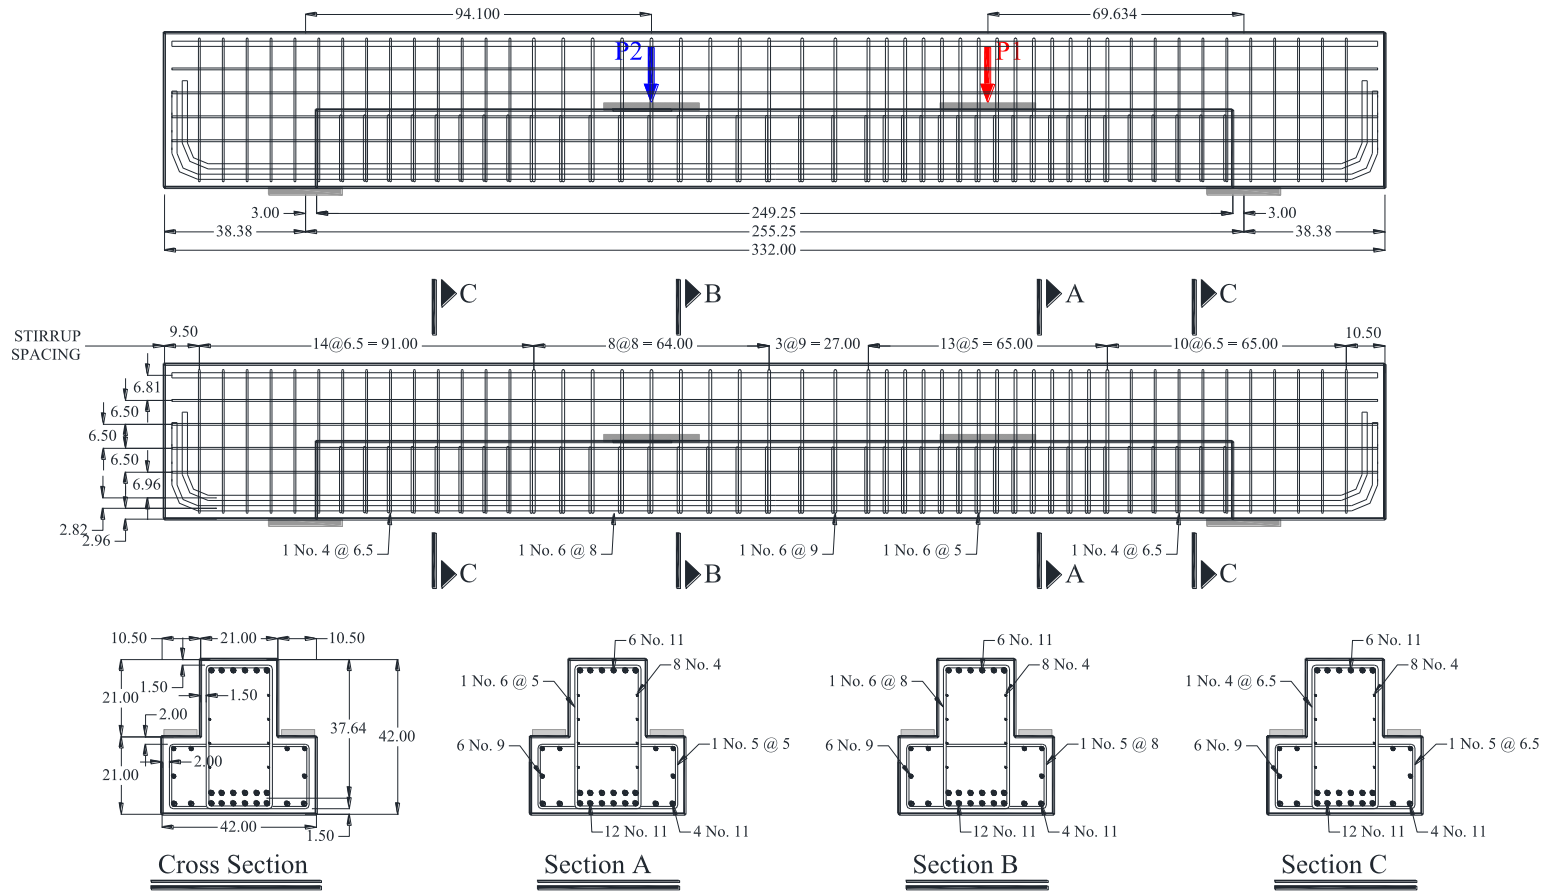 94.100
69.634
P2
P1
3.00
249.25
3.00
38.38
255.25
38.38
332.00
C
B
A
C
STIRRUP
SPACING
9.50
14@6.5 = 91.00
8@8 = 64.00
3@9 = 27.00
13@5 = 65.00
10@6.5 = 65.00
10.50
6.81
6.50
6.50
6.50
6.96
2.82
2.96
1 No. 4 @ 6.5
1 No. 6 @ 8
1 No. 6 @ 9
1 No. 6 @ 5
1 No. 4 @ 6.5
C
B
A
C
10.50
21.00
10.50
21.00
1.50
1.50
2.00
37.64
42.00
21.00
2.00
42.00
1.50
Cross Section
6 No. 11
8 No. 4
1 No. 6 @ 5
6 No. 9
1 No. 5 @ 5
12 No. 11
4 No. 11
Section A
6 No. 11
8 No. 4
1 No. 6 @ 8
6 No. 9
1 No. 5 @ 8
12 No. 11
4 No. 11
Section B
6 No. 11
8 No. 4
1 No. 4 @ 6.5
6 No. 9
1 No. 5 @ 6.5
12 No. 11
4 No. 11
Section C